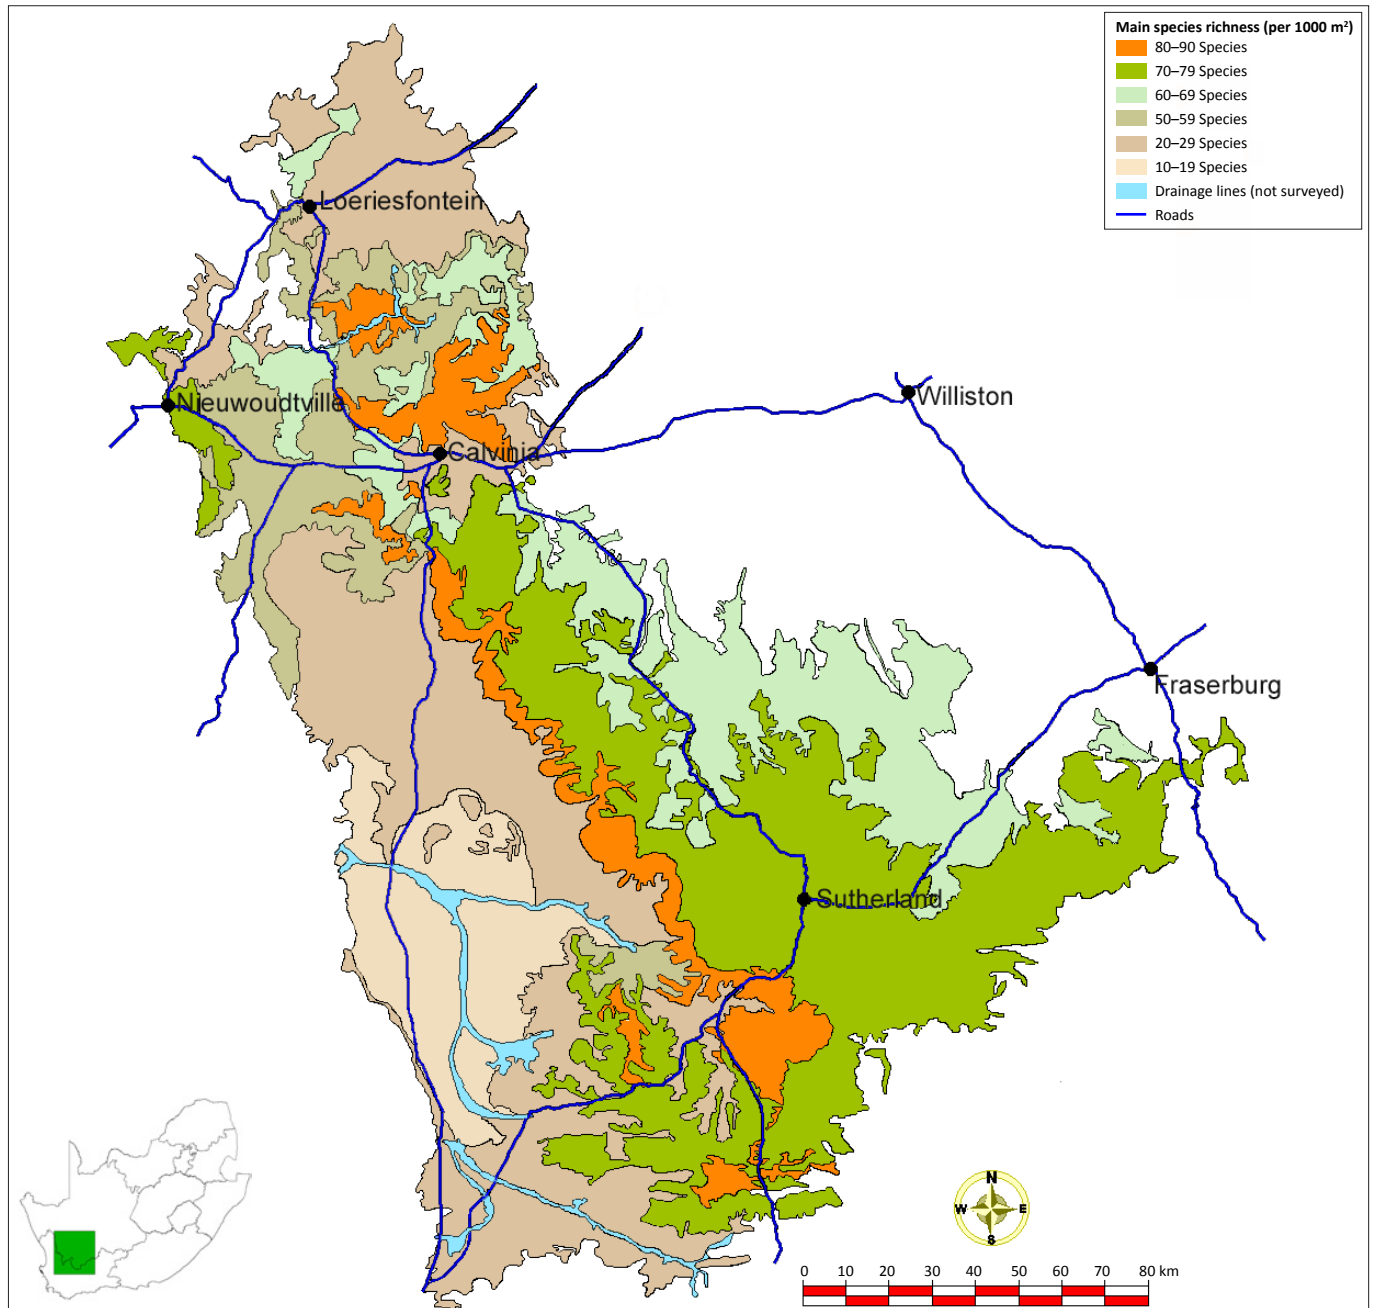 Main species richness (per 1000 m²)
80–90 Species
70–79 Species
60–69 Species
50–59 Species
20–29 Species
10–19 Species
Drainage lines (not surveyed)
Roads
Loeriesfontein
Nieuwoudtville
Williston
Calvinia
Fraserburg
Sutherland
N
W E
S
0 10 20 30 40 50 60 70 80 km